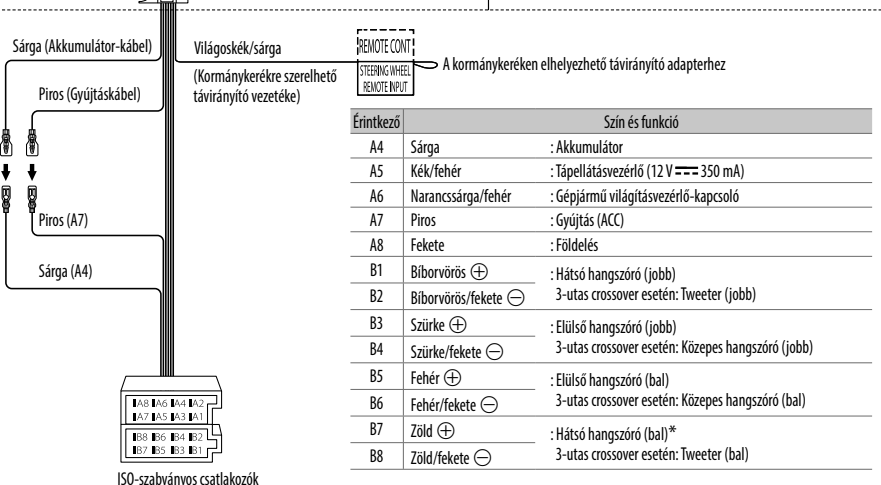 Sárga (Akkumulátor-kábel)
Piros (Gyújtáskábel)
Piros (A7)
Sárga (A4)
Világoskék/sárga
(Kormánykerékre szerelhető
távirányító vezetéke)
REMOTE CONT
STEERING WHEEL
REMOTE INPUT
A kormánykeréken elhelyezhető távirányító adapterhez
Érintkező Szín és funkció
A4 Sárga : Akkumulátor
A5 Kék/fehér : Tápellátásvezérlő (12 V ⎓ 350 mA)
A6 Narancssárga/fehér : Gépjármű világításvezérlő-kapcsoló
A7 Piros : Gyújtás (ACC)
A8 Fekete : Földelés
B1 Bíborvörös ⊕ : Hátsó hangszóró (jobb)
B2 Bíborvörös/fekete ⊖ 3-utas crossover esetén: Tweeter (jobb)
B3 Szürke ⊕ : Elülső hangszóró (jobb)
B4 Szürke/fekete ⊖ 3-utas crossover esetén: Közepes hangszóró (jobb)
B5 Fehér ⊕ : Elülső hangszóró (bal)
B6 Fehér/fekete ⊖ 3-utas crossover esetén: Közepes hangszóró (bal)
B7 Zöld ⊕ : Hátsó hangszóró (bal)*
B8 Zöld/fekete ⊖ 3-utas crossover esetén: Tweeter (bal)
A8 A6 A4 A2
A7 A5 A3 A1
B8 B6 B4 B2
B7 B5 B3 B1
ISO-szabványos csatlakozók